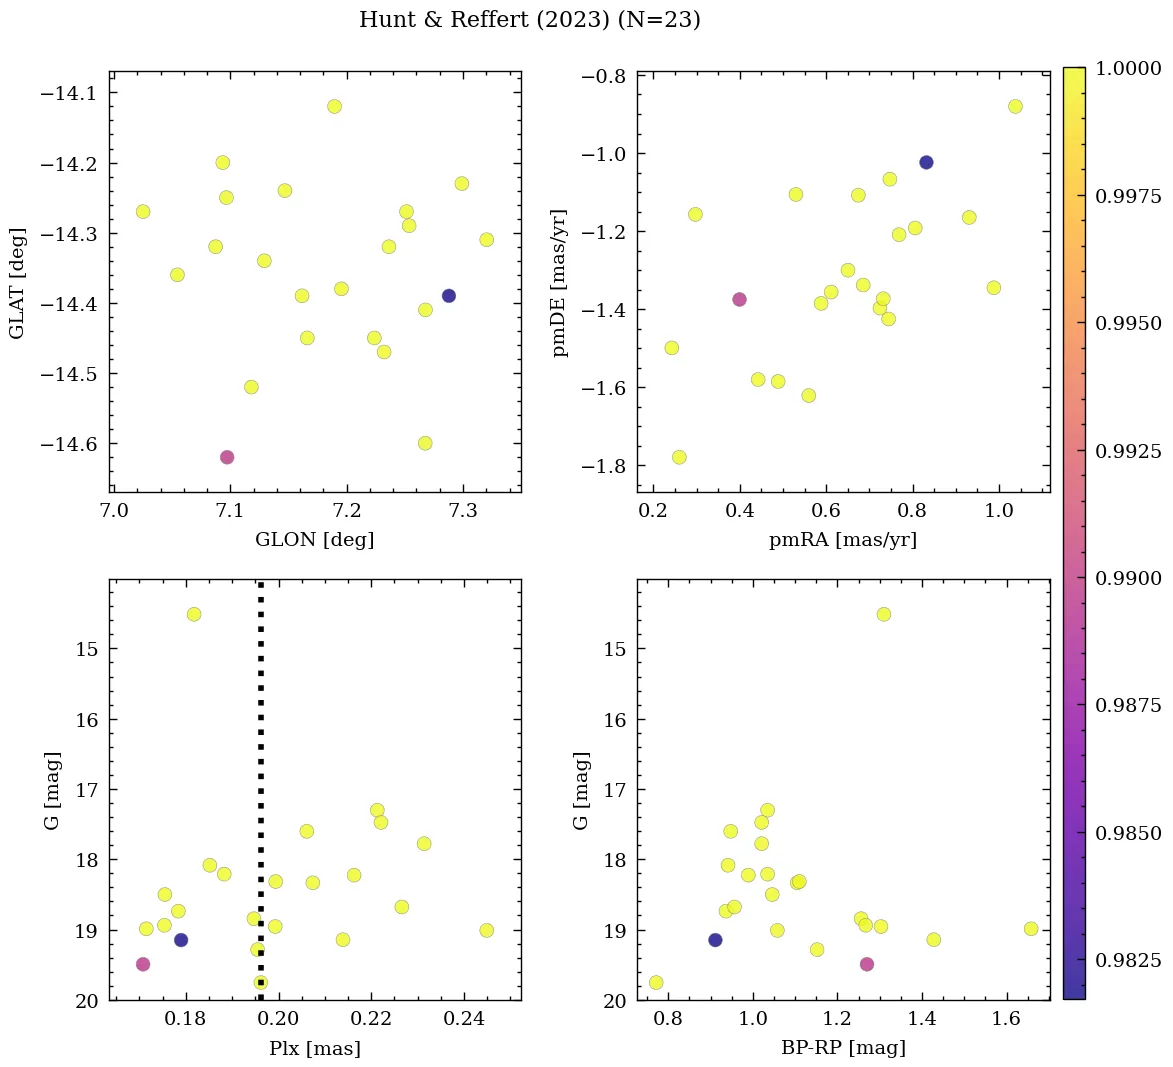 Hunt & Reffert (2023) (N=23)
−14.1
−14.2
−14.3
−14.4
−14.5
−14.6
GLAT [deg]
7.0 7.1 7.2 7.3
GLON [deg]
−0.8
−1.0
−1.2
−1.4
−1.6
−1.8
pmDE [mas/yr]
0.2 0.4 0.6 0.8 1.0
pmRA [mas/yr]
15
16
17
18
19
20
G [mag]
0.18 0.20 0.22 0.24
Plx [mas]
15
16
17
18
19
20
G [mag]
0.8 1.0 1.2 1.4 1.6
BP-RP [mag]
1.0000
0.9975
0.9950
0.9925
0.9900
0.9875
0.9850
0.9825